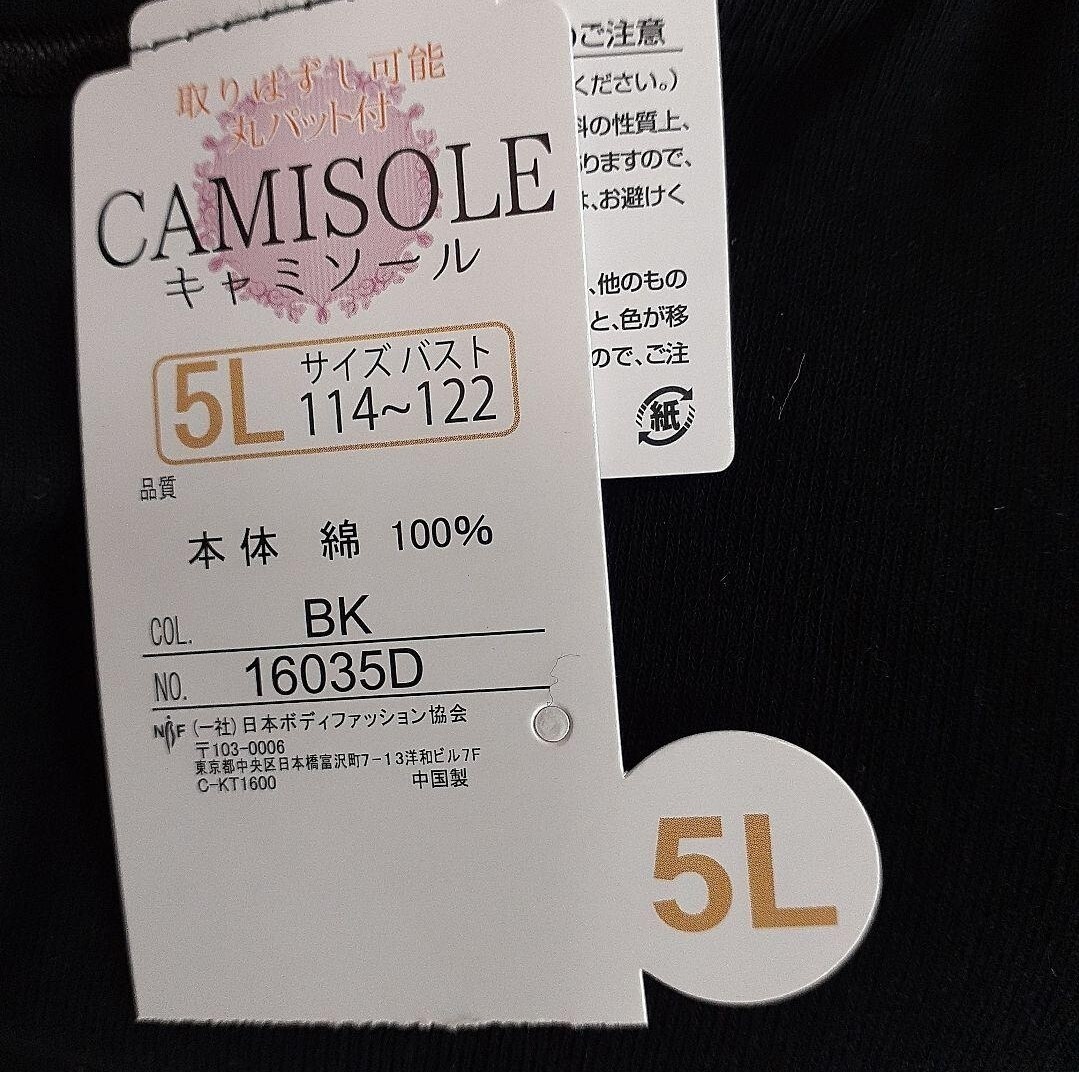 取りはずし可能
丸パット付
CAMISOLE
キャミソール
5L サイズ バスト
114~122
品質
本体 綿 100%
COL. BK
NO. 16035D
NBF (一社)日本ボディファッション協会
〒103-0006
東京都中央区日本橋富沢町7-13洋和ビル7F
C-KT1600 中国製
5L
ご注意
ください。)
の性質上、
りますので、
、お避けく
、他のもの
と、色が移
ので、ご注
紙